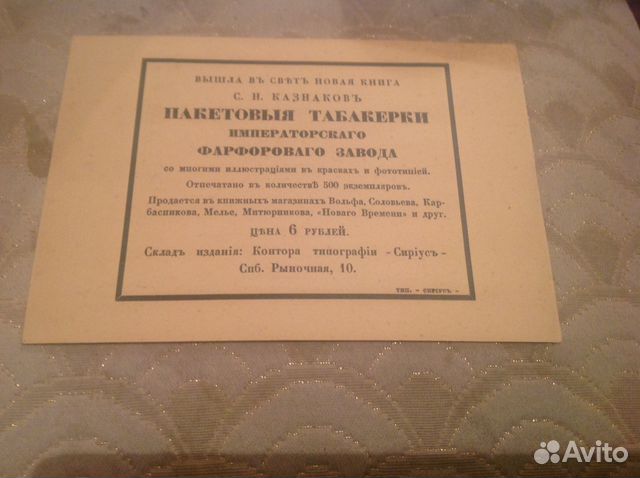 ВЫШЛА ВЪ СВѢТЪ НОВАЯ КНИГА
С. Н. КАЗНАКОВЪ
ПАКЕТОВЫЯ ТАБАКЕРКИ
ИМПЕРАТОРСКАГО
ФАРФОРОВАГО ЗАВОДА
со многими иллюстраціями въ краскахъ и фототипіей.
Отпечатано въ количествѣ 500 экземпляровъ.
Продается въ книжныхъ магазинахъ Вольфа, Соловьева, Кар-
басникова, Мелье, Митюрникова, «Новаго Времени» и друг.
ЦѢНА 6 РУБЛЕЙ.
Складъ изданія: Контора типографіи -Сиріусъ-
Спб. Рыночная, 10.
ТИП. - СИРІУСЪ. -
Avito